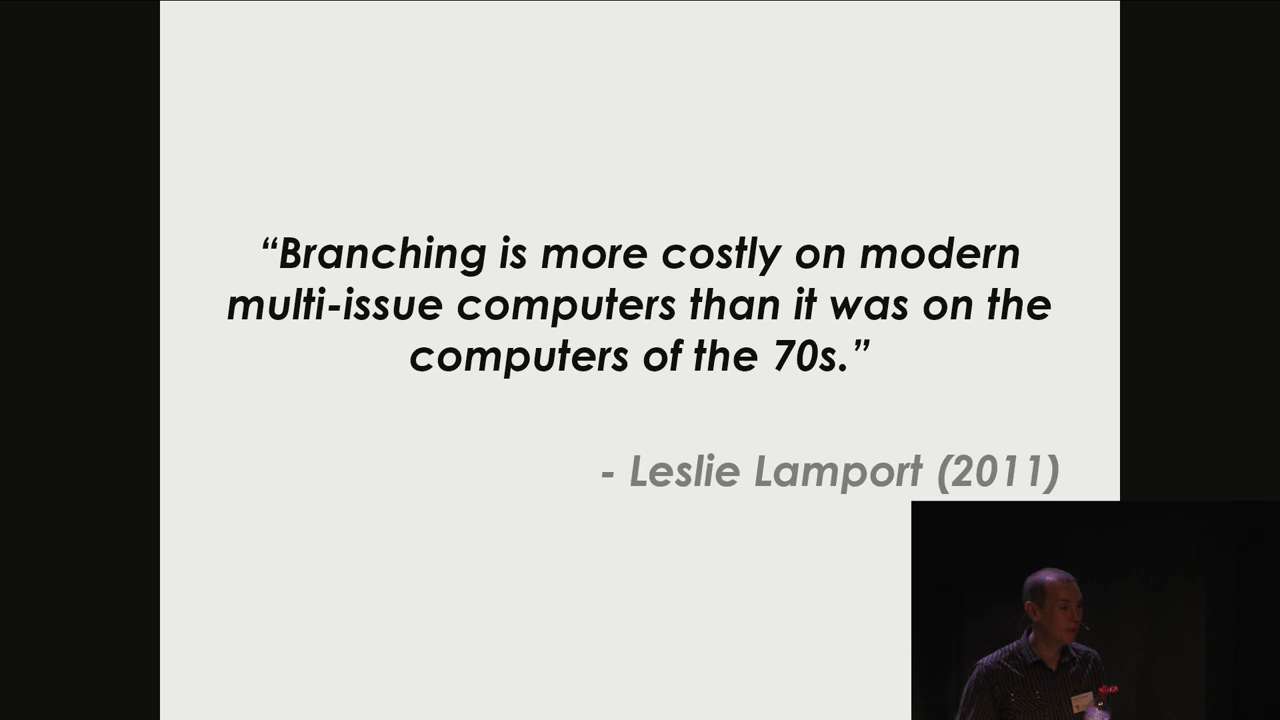 “Branching is more costly on modern
multi-issue computers than it was on the
computers of the 70s.”
- Leslie Lamport (2011)